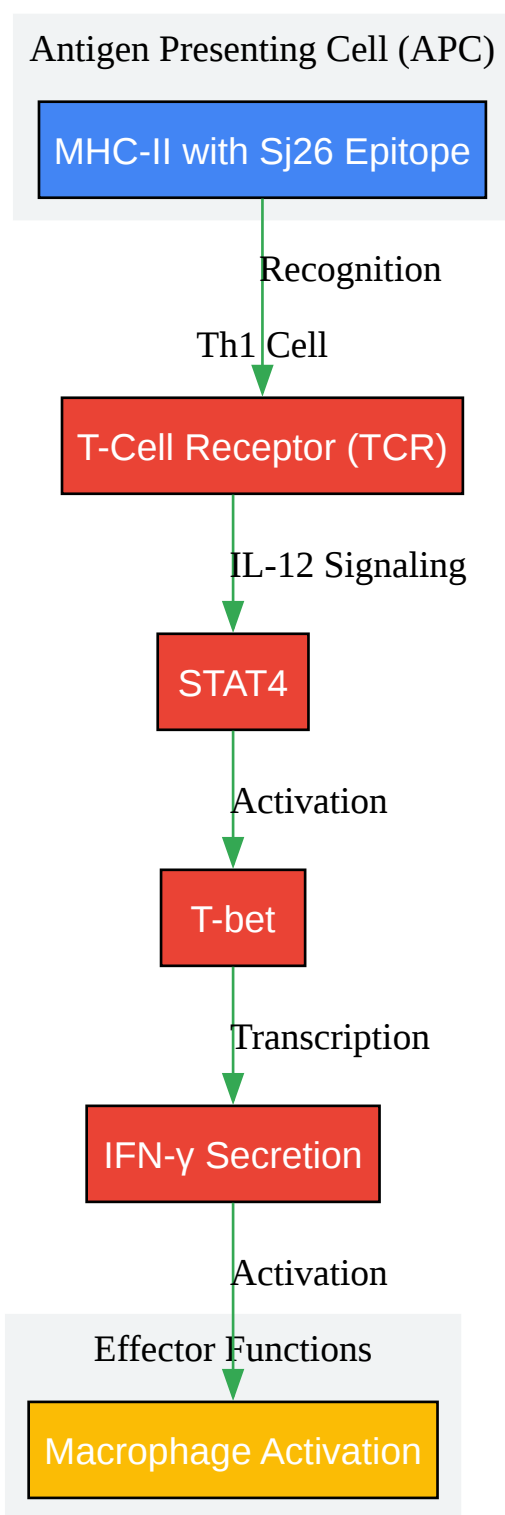 Antigen Presenting Cell (APC)
MHC-II with Sj26 Epitope
Recognition
Th1 Cell
T-Cell Receptor (TCR)
IL-12 Signaling
STAT4
Activation
T-bet
Transcription
IFN-γ Secretion
Activation
Effector Functions
Macrophage Activation